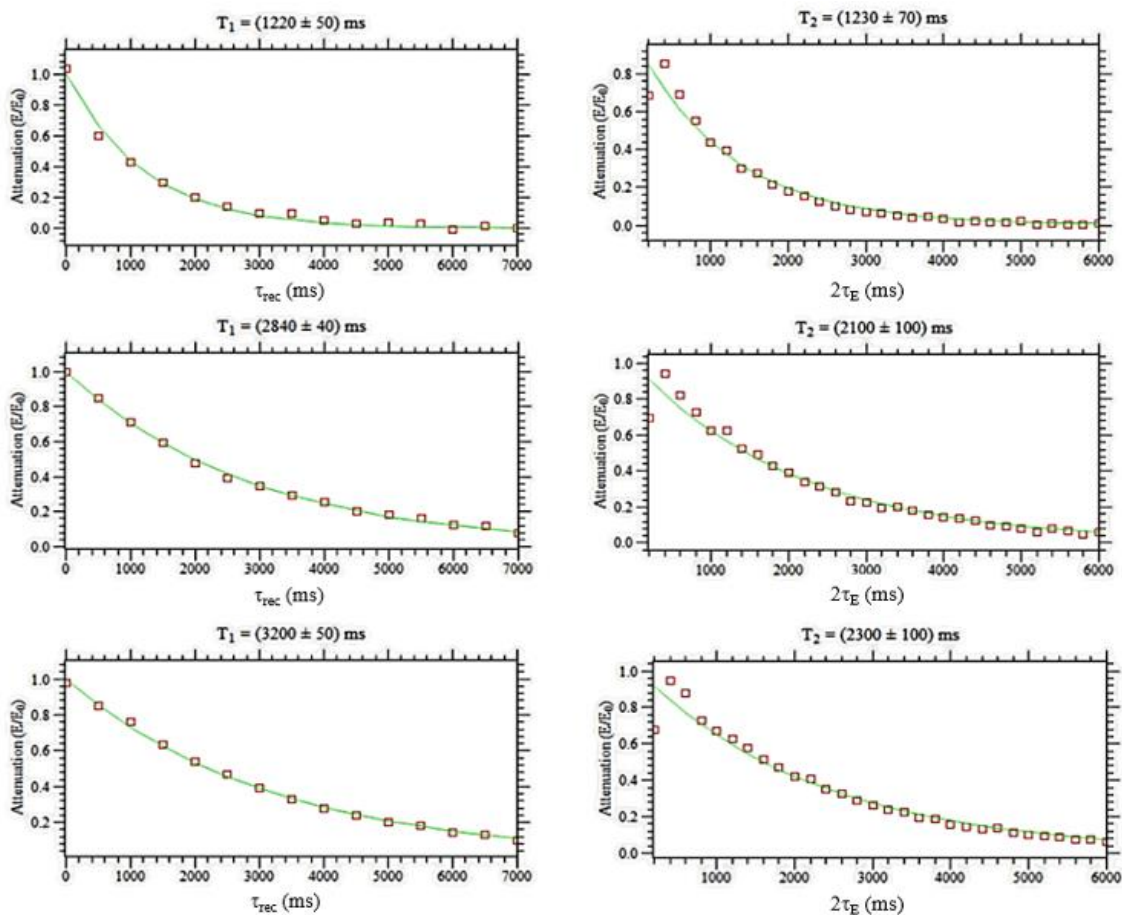 T₁ = (1220 ± 50) ms
Attenuation (E/E₀)
1.0
0.8
0.6
0.4
0.2
0.0
0 1000 2000 3000 4000 5000 6000 7000
τrec (ms)
T₂ = (1230 ± 70) ms
Attenuation (E/E₀)
0.8
0.6
0.4
0.2
0.0
1000 2000 3000 4000 5000 6000
2τE (ms)
T₁ = (2840 ± 40) ms
Attenuation (E/E₀)
1.0
0.8
0.6
0.4
0.2
0.0
0 1000 2000 3000 4000 5000 6000 7000
τrec (ms)
T₂ = (2100 ± 100) ms
Attenuation (E/E₀)
1.0
0.8
0.6
0.4
0.2
0.0
1000 2000 3000 4000 5000 6000
2τE (ms)
T₁ = (3200 ± 50) ms
Attenuation (E/E₀)
1.0
0.8
0.6
0.4
0.2
0 1000 2000 3000 4000 5000 6000 7000
τrec (ms)
T₂ = (2300 ± 100) ms
Attenuation (E/E₀)
1.0
0.8
0.6
0.4
0.2
0.0
1000 2000 3000 4000 5000 6000
2τE (ms)